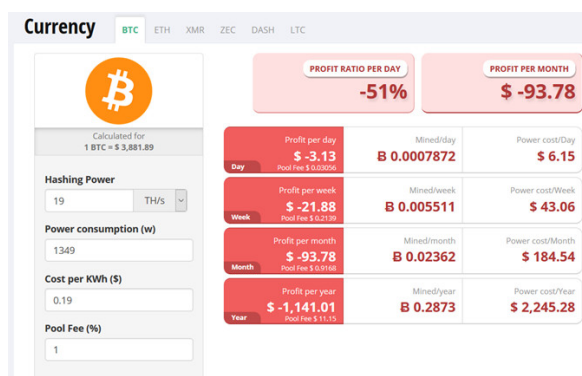 Currency BTC ETH XMR ZEC DASH LTC
Calculated for
1 BTC = $ 3,881.89
Hashing Power
19 TH/s
Power consumption (w)
1349
Cost per KWh ($)
0.19
Pool Fee (%)
1
PROFIT RATIO PER DAY
-51%
PROFIT PER MONTH
$ -93.78
Profit per day Mined/day Power cost/Day
$ -3.13 Ƀ 0.0007872 $ 6.15
Day Pool Fee $ 0.03056
Profit per week Mined/week Power cost/Week
$ -21.88 Ƀ 0.005511 $ 43.06
Week Pool Fee $ 0.2139
Profit per month Mined/month Power cost/Month
$ -93.78 Ƀ 0.02362 $ 184.54
Month Pool Fee $ 0.9168
Profit per year Mined/year Power cost/Year
$ -1,141.01 Ƀ 0.2873 $ 2,245.28
Year Pool Fee $ 11.15